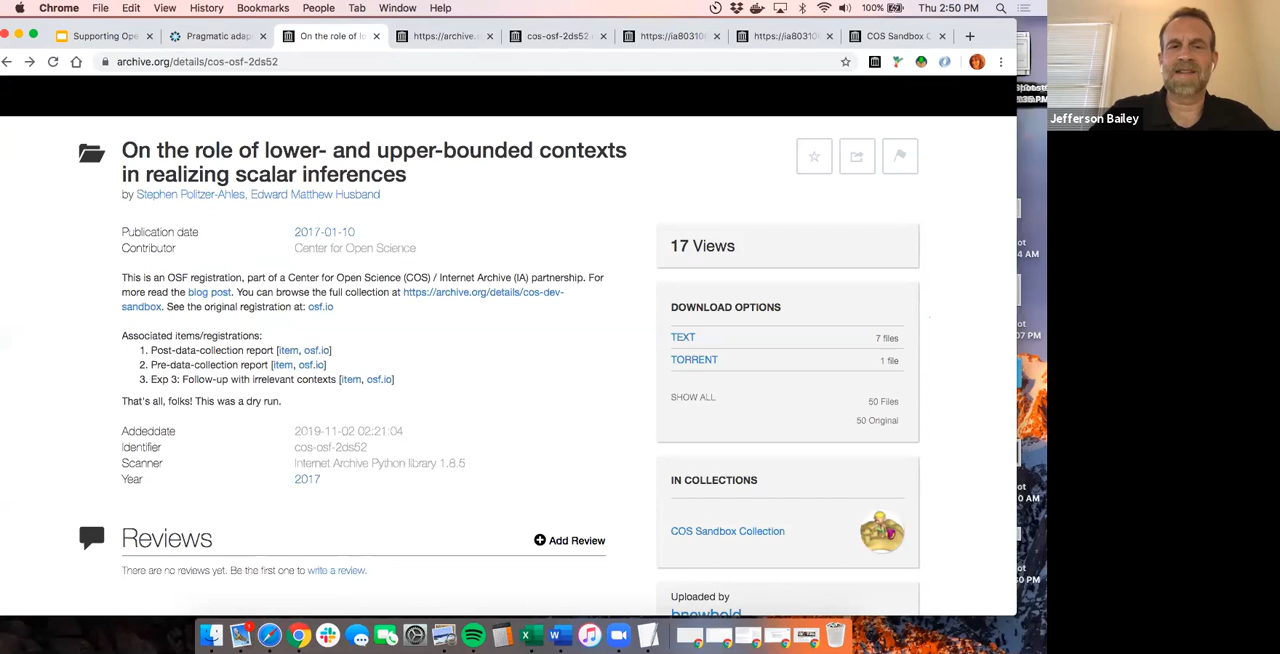 Chrome File Edit View History Bookmarks People Tab Window Help 100% Thu 2:50 PM
Supporting Ope Pragmatic adap On the role of lo https://archive. cos-osf-2ds52 https://ia80310 https://ia80310 COS Sandbox C
archive.org/details/cos-osf-2ds52
Jefferson Bailey
On the role of lower- and upper-bounded contexts
in realizing scalar inferences
by Stephen Politzer-Ahles, Edward Matthew Husband
Publication date 2017-01-10
Contributor Center for Open Science
This is an OSF registration, part of a Center for Open Science (COS) / Internet Archive (IA) partnership. For
more read the blog post. You can browse the full collection at https://archive.org/details/cos-dev-
sandbox. See the original registration at: osf.io
Associated items/registrations:
1. Post-data-collection report [item, osf.io]
2. Pre-data-collection report [item, osf.io]
3. Exp 3: Follow-up with irrelevant contexts [item, osf.io]
That's all, folks! This was a dry run.
Addeddate 2019-11-02 02:21:04
Identifier cos-osf-2ds52
Scanner Internet Archive Python library 1.8.5
Year 2017
Reviews
Add Review
There are no reviews yet. Be the first one to write a review.
17 Views
DOWNLOAD OPTIONS
TEXT 7 files
TORRENT 1 file
SHOW ALL 50 Files
50 Original
IN COLLECTIONS
COS Sandbox Collection
Uploaded by
bnewbold